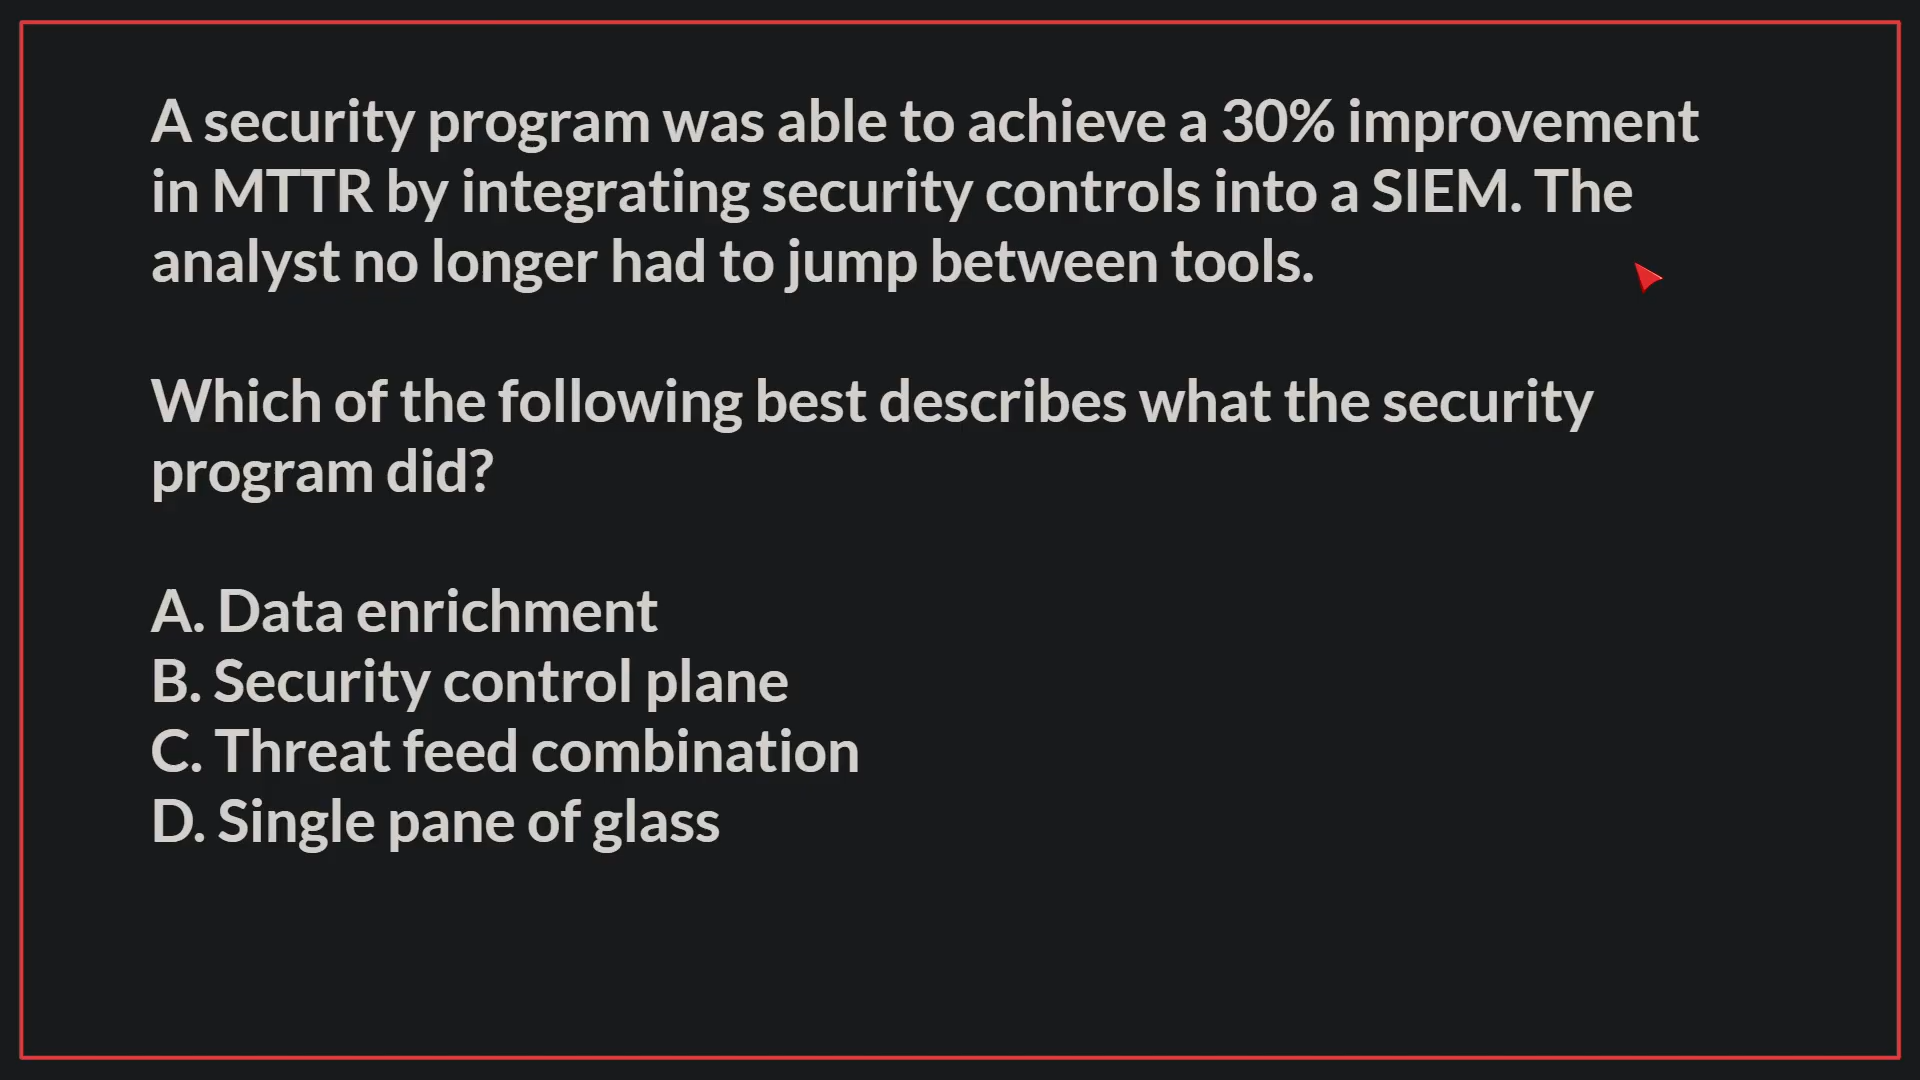 A security program was able to achieve a 30% improvement
in MTTR by integrating security controls into a SIEM. The
analyst no longer had to jump between tools.
Which of the following best describes what the security
program did?
A. Data enrichment
B. Security control plane
C. Threat feed combination
D. Single pane of glass